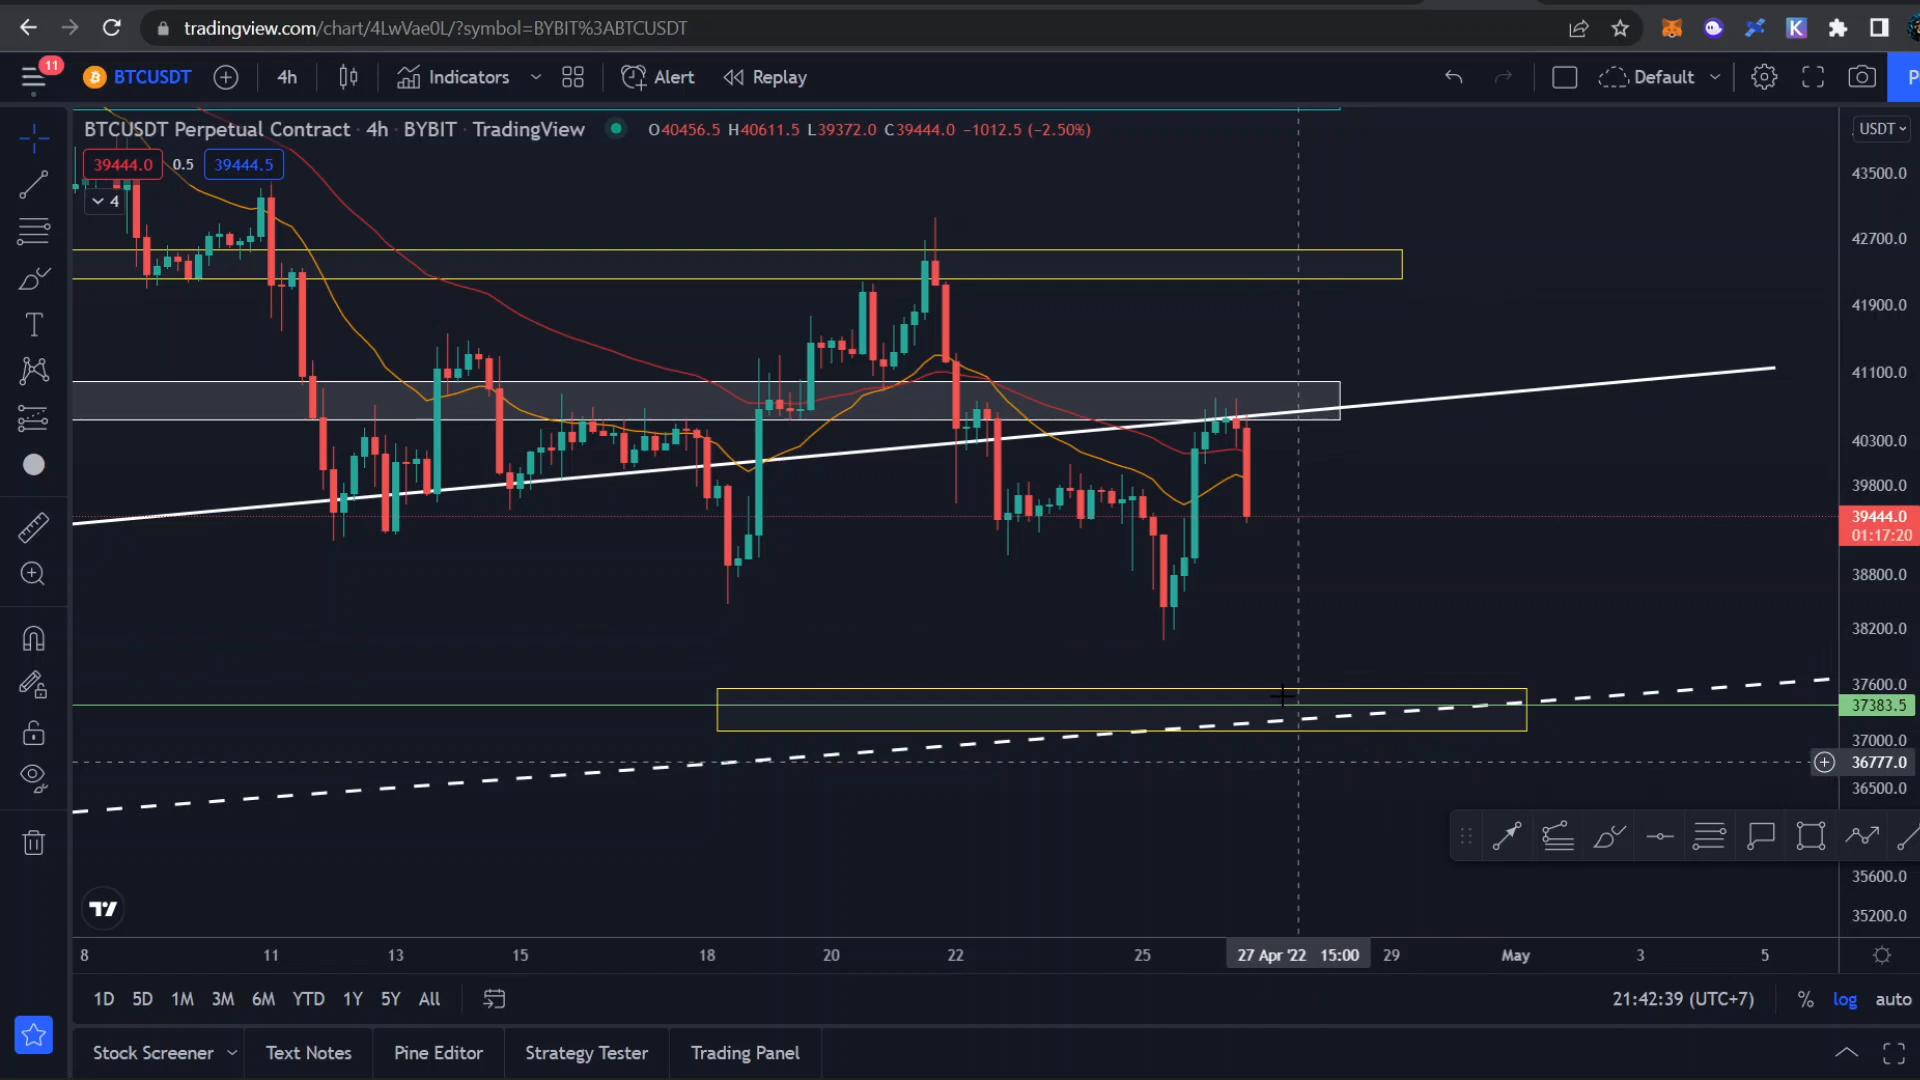 tradingview.com/chart/4LwVae0L/?symbol=BYBIT%3ABTCUSDT
11
BTCUSDT 4h Indicators Alert Replay Default
BTCUSDT Perpetual Contract · 4h · BYBIT · TradingView O40456.5 H40611.5 L39372.0 C39444.0 −1012.5 (−2.50%)
USDT
39444.0 0.5 39444.5
4
43500.0
42700.0
41900.0
41100.0
40300.0
39800.0
39444.0
01:17:20
38800.0
38200.0
37600.0
37383.5
37000.0
36777.0
36500.0
35600.0
35200.0
8 11 13 15 18 20 22 25 27 Apr '22 15:00 29 May 3 5
1D 5D 1M 3M 6M YTD 1Y 5Y All 21:42:39 (UTC+7) % log auto
Stock Screener Text Notes Pine Editor Strategy Tester Trading Panel